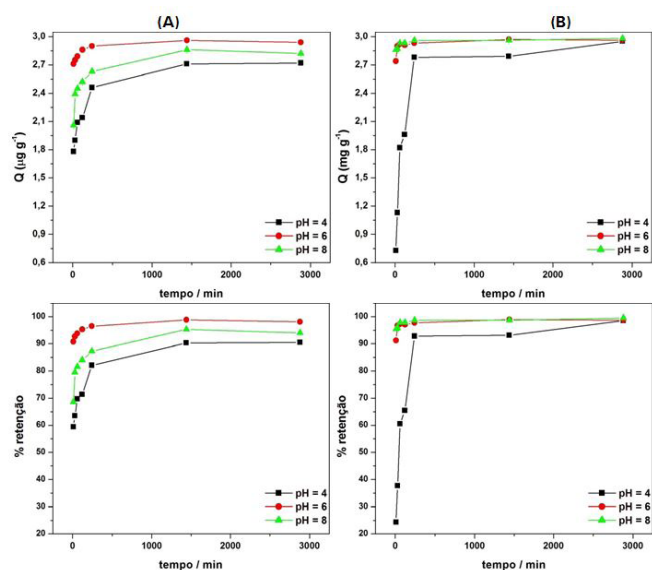 (A)
3,0
2,7
2,4
2,1
1,8
1,5
1,2
0,9
0,6
Q (µg g⁻¹)
pH = 4
pH = 6
pH = 8
0 1000 2000 3000
tempo / min
(B)
3,0
2,7
2,4
2,1
1,8
1,5
1,2
0,9
0,6
Q (mg g⁻¹)
pH = 4
pH = 6
pH = 8
0 1000 2000 3000
tempo / min
100
90
80
70
60
50
40
30
20
% retenção
pH = 4
pH = 6
pH = 8
0 1000 2000 3000
tempo / min
100
90
80
70
60
50
40
30
20
% retenção
pH = 4
pH = 6
pH = 8
0 1000 2000 3000
tempo / min